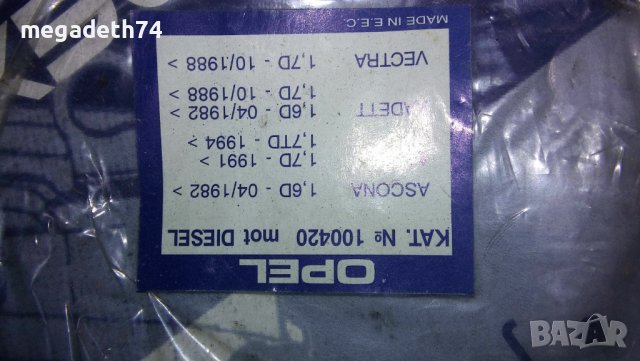 megadeth74
OPEL
KAT. № 100420 mot DIESEL
ASCONA 1,6D - 04/1982 >
1,7D - 1991 >
1,7TD - 1994 >
1,6D - 04/1982 >
1,7D - 10/1988 >
VECTRA 1,7D - 10/1988 >
MADE IN E.E.C
BAZAR